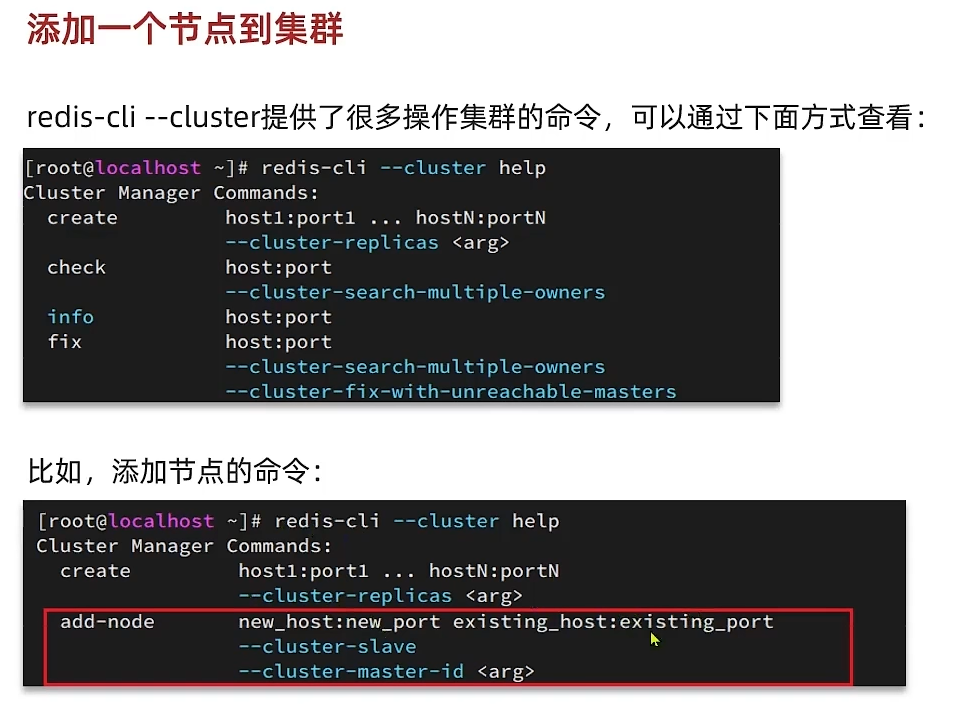 添加一个节点到集群
redis-cli --cluster提供了很多操作集群的命令，可以通过下面方式查看：
[root@localhost ~]# redis-cli --cluster help
Cluster Manager Commands:
create host1:port1 ... hostN:portN
--cluster-replicas <arg>
check host:port
--cluster-search-multiple-owners
info host:port
fix host:port
--cluster-search-multiple-owners
--cluster-fix-with-unreachable-masters
比如，添加节点的命令：
[root@localhost ~]# redis-cli --cluster help
Cluster Manager Commands:
create host1:port1 ... hostN:portN
--cluster-replicas <arg>
add-node new_host:new_port existing_host:existing_port
--cluster-slave
--cluster-master-id <arg>